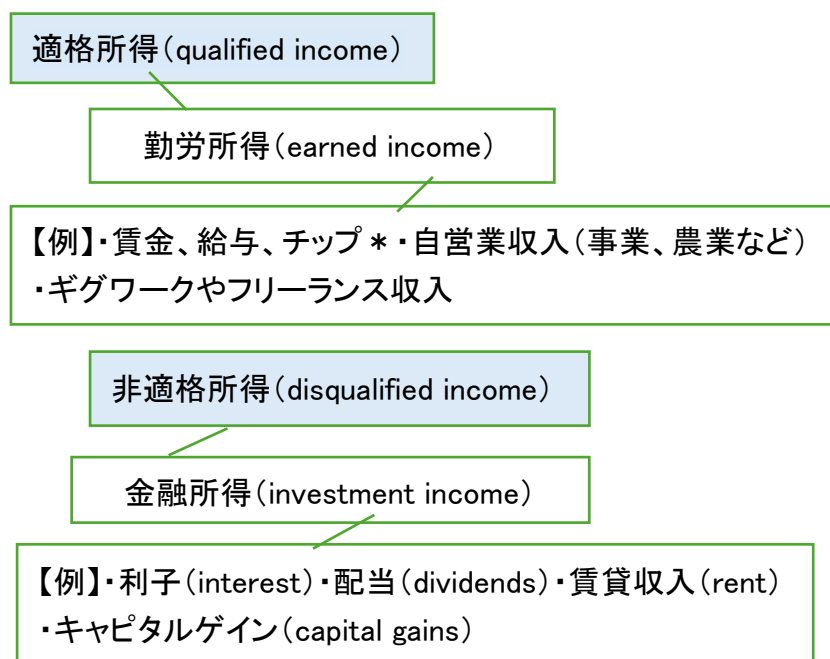 適格所得（qualified income）
勤労所得（earned income）
【例】・賃金、給与、チップ＊・自営業収入（事業、農業など）
・ギグワークやフリーランス収入
非適格所得（disqualified income）
金融所得（investment income）
【例】・利子（interest）・配当（dividends）・賃貸収入（rent）
・キャピタルゲイン（capital gains）